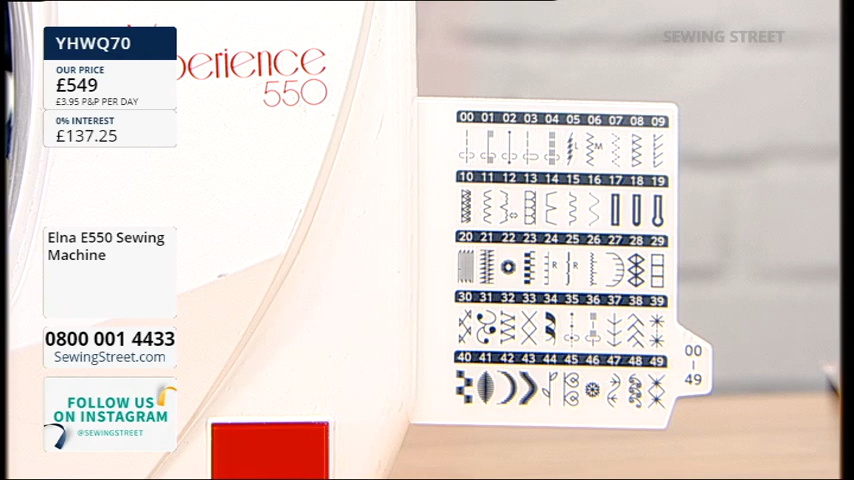 YHWQ70
OUR PRICE
£549
£3.95 P&P PER DAY
0% INTEREST
£137.25
Elna E550 Sewing
Machine
0800 001 4433
SewingStreet.com
FOLLOW US
ON INSTAGRAM
@SEWINGSTREET
perience
550
SEWING STREET
00 01 02 03 04 05 06 07 08 09
L M
10 11 12 13 14 15 16 17 18 19
20 21 22 23 24 25 26 27 28 29
R R
30 31 32 33 34 35 36 37 38 39
40 41 42 43 44 45 46 47 48 49
00
-
49